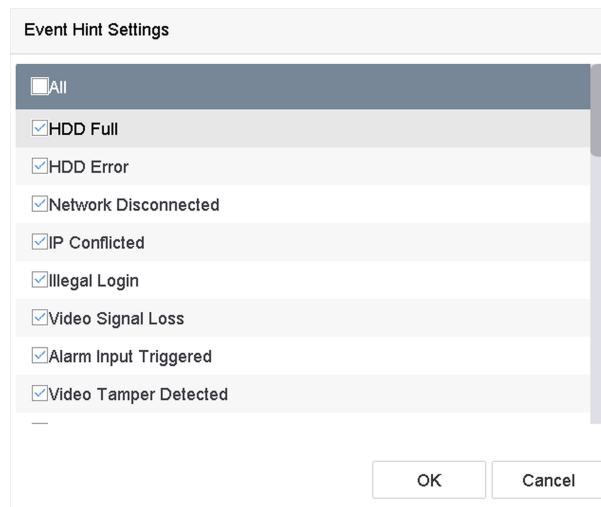 Event Hint Settings
All
HDD Full
HDD Error
Network Disconnected
IP Conflicted
Illegal Login
Video Signal Loss
Alarm Input Triggered
Video Tamper Detected
OK Cancel